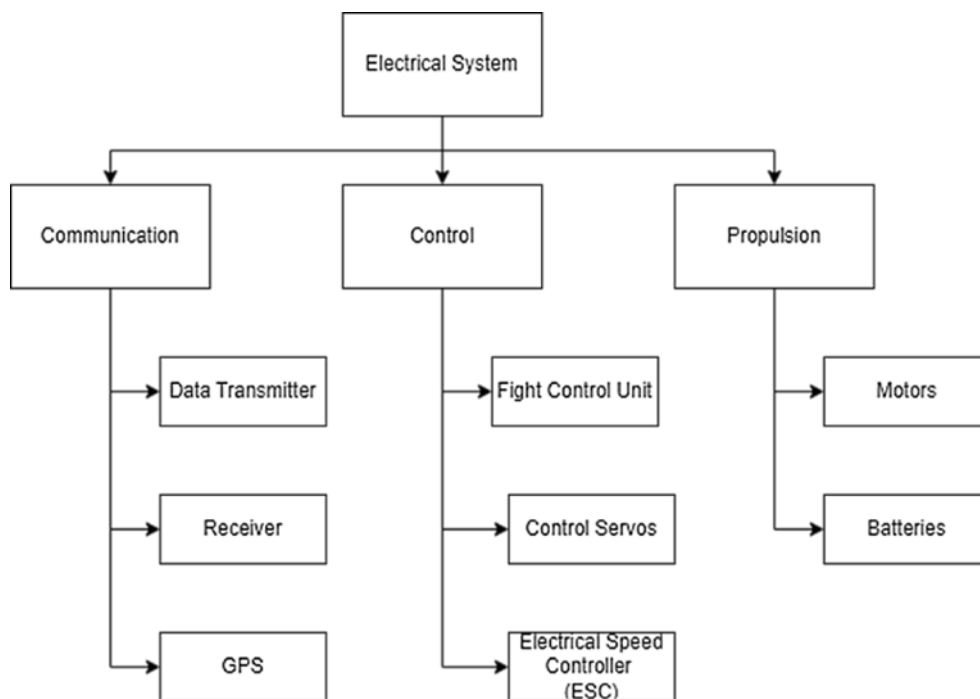 Electrical System
Communication
Control
Propulsion
Data Transmitter
Fight Control Unit
Motors
Receiver
Control Servos
Batteries
GPS
Electrical Speed
Controller
(ESC)